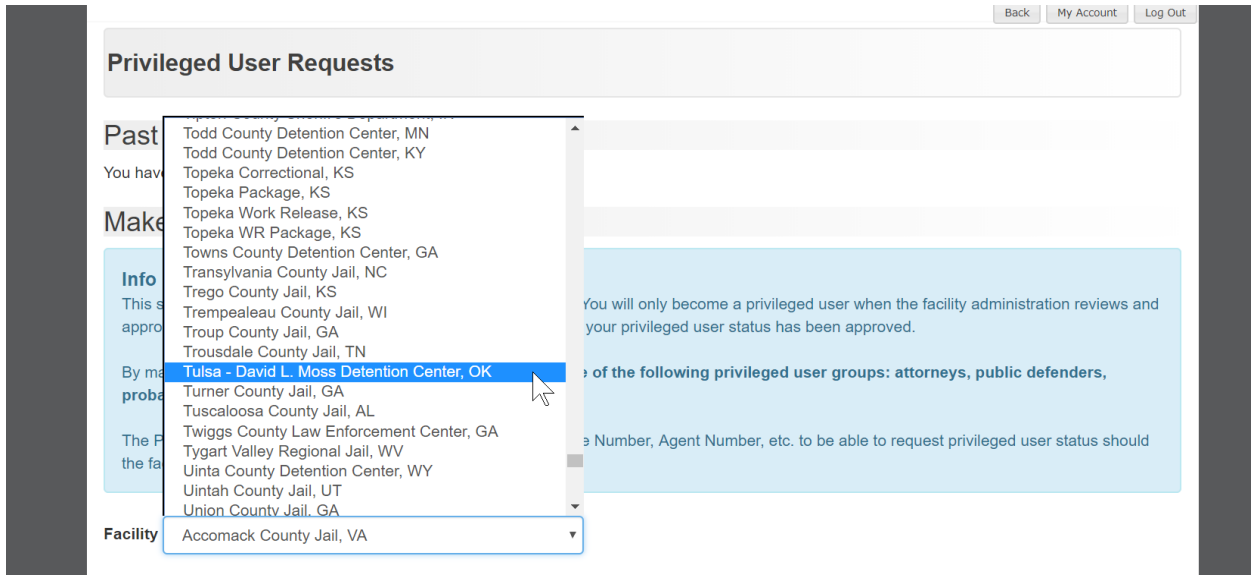 Back My Account Log Out
Privileged User Requests
Past
You have
Make
Todd County Detention Center, MN
Todd County Detention Center, KY
Topeka Correctional, KS
Topeka Package, KS
Topeka Work Release, KS
Topeka WR Package, KS
Towns County Detention Center, GA
Transylvania County Jail, NC
Trego County Jail, KS
Trempealeau County Jail, WI
Troup County Jail, GA
Trousdale County Jail, TN
Tulsa - David L. Moss Detention Center, OK
Turner County Jail, GA
Tuscaloosa County Jail, AL
Twiggs County Law Enforcement Center, GA
Tygart Valley Regional Jail, WV
Uinta County Detention Center, WY
Uintah County Jail, UT
Union County Jail, GA
Info
This s
You will only become a privileged user when the facility administration reviews and
appro
your privileged user status has been approved.
By ma
e of the following privileged user groups: attorneys, public defenders,
proba
The P
e Number, Agent Number, etc. to be able to request privileged user status should
the fa
Facility Accomack County Jail, VA